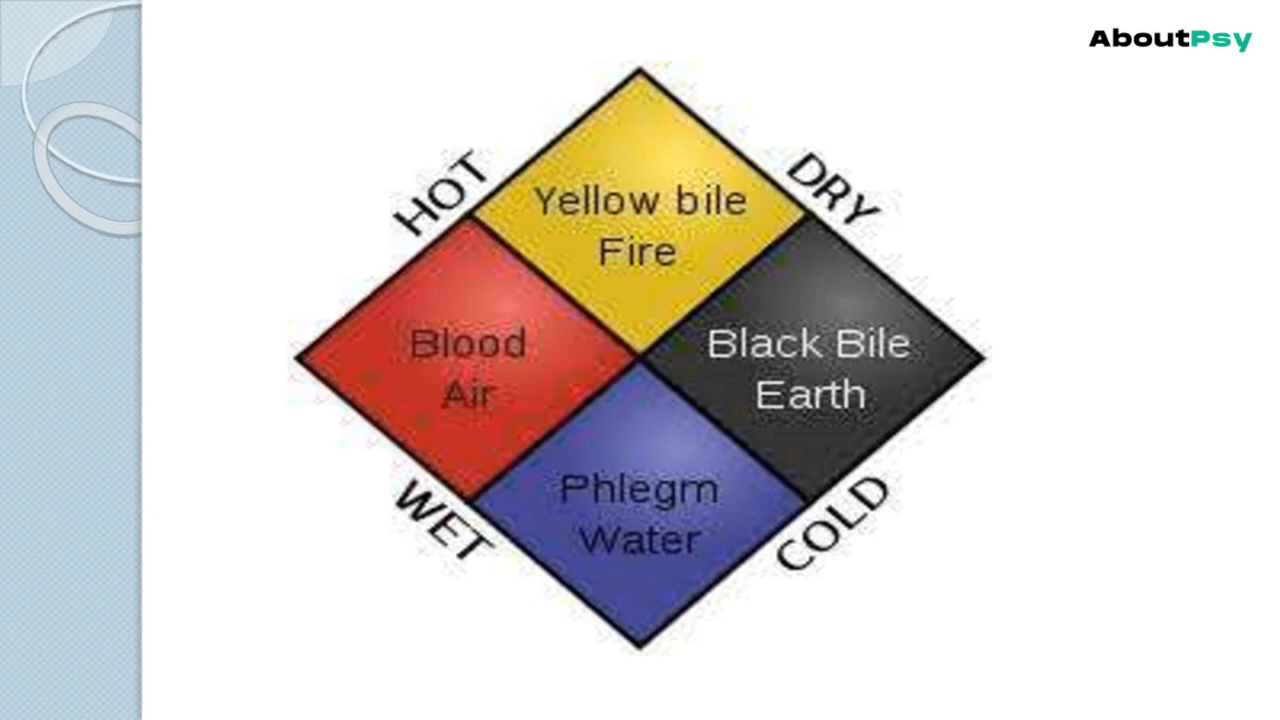 AboutPsy
HOT
DRY
Yellow bile
Fire
Blood
Air
Black Bile
Earth
Phlegm
Water
WET
COLD